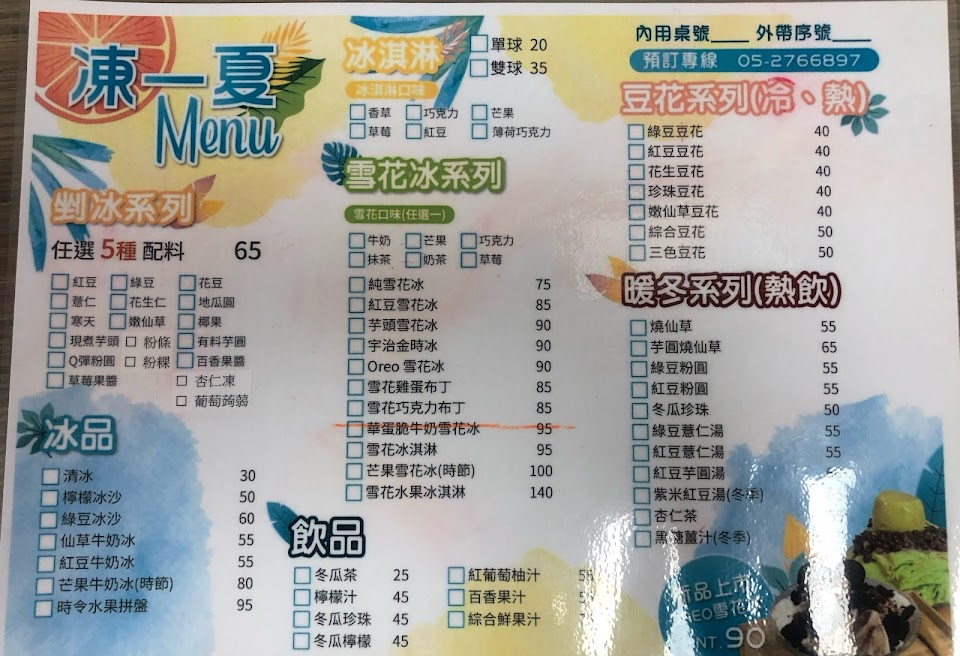 凍一夏
Menu
剉冰系列
任選 5種 配料 65
紅豆 綠豆 花豆
薏仁 花生仁 地瓜圓
寒天 嫩仙草 椰果
現煮芋頭 粉條 有料芋圓
Q彈粉圓 粉粿 百香果醬
草莓果醬 杏仁凍
葡萄蒟蒻
冰品
清冰 30
檸檬冰沙 50
綠豆冰沙 60
仙草牛奶冰 55
紅豆牛奶冰 55
芒果牛奶冰(時節) 80
時令水果拼盤 95
冰淇淋
單球 20
雙球 35
冰淇淋口味
香草 巧克力 芒果
草莓 紅豆 薄荷巧克力
雪花冰系列
雪花口味(任選一)
牛奶 芒果 巧克力
抹茶 奶茶 草莓
純雪花冰 75
紅豆雪花冰 85
芋頭雪花冰 90
宇治金時冰 90
Oreo 雪花冰 90
雪花雞蛋布丁 85
雪花巧克力布丁 85
華蛋脆牛奶雪花冰 95
雪花冰淇淋 95
芒果雪花冰(時節) 100
雪花水果冰淇淋 140
飲品
冬瓜茶 25
檸檬汁 45
冬瓜珍珠 45
冬瓜檸檬 45
紅葡萄柚汁
百香果汁
綜合鮮果汁
內用桌號____ 外帶序號____
預訂專線 05-2766897
豆花系列(冷、熱)
綠豆豆花 40
紅豆豆花 40
花生豆花 40
珍珠豆花 40
嫩仙草豆花 40
綜合豆花 50
三色豆花 50
暖冬系列(熱飲)
燒仙草 55
芋圓燒仙草 65
綠豆粉圓 55
紅豆粉圓 55
冬瓜珍珠 50
綠豆薏仁湯 55
紅豆薏仁湯 55
紅豆芋圓湯
紫米紅豆湯(冬季)
杏仁茶
黑糖薑汁(冬季)
新品上市
OREO雪花
NT. 90